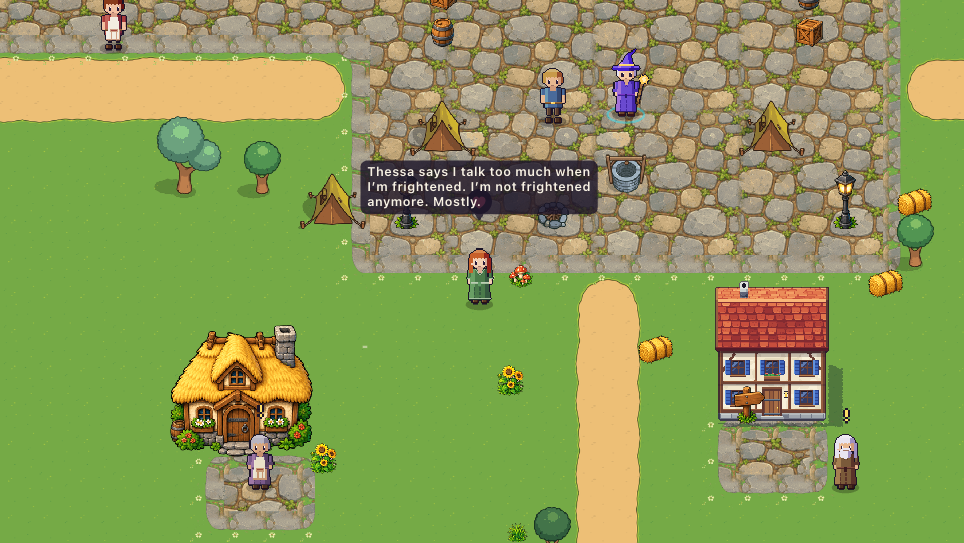 Thessa says I talk too much when
I'm frightened. I'm not frightened
anymore. Mostly.